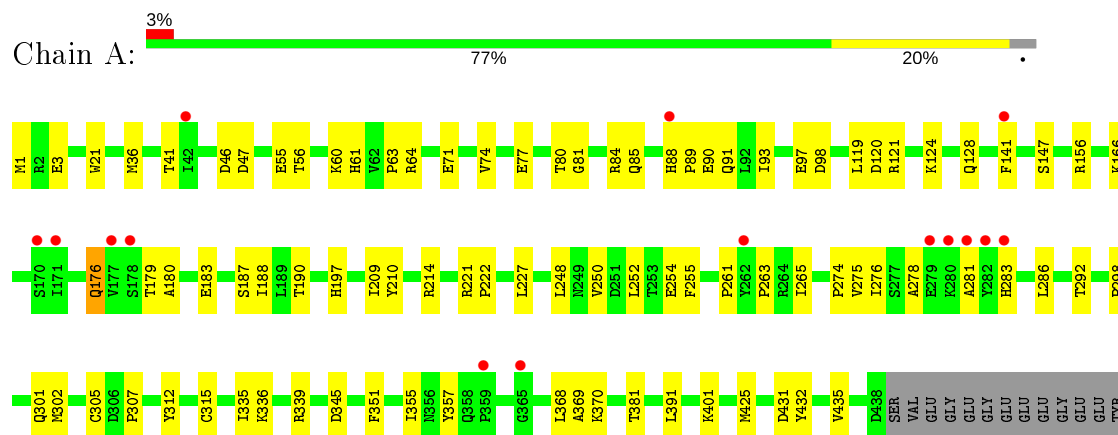 3%
Chain A:
77%
20%
M1 R2 E3 W21 M36 T41 I42 D46 D47 E55 T56 K60 H61 V62 P63 R64 E71 V74 E77 T80 G81 R84 Q85 H88 P89 E90 Q91 L92 I93 E97 D98 L119 D120 R121 K124 Q128 F141 S147 R156 K166
S170 I171 Q176 V177 S178 T179 A180 E183 S187 I188 L189 T190 H197 I209 Y210 R214 R221 P222 L227 L248 N249 V250 D251 L252 T253 E254 F255 P261 Y262 P263 R264 I265 P274 V275 I276 S277 A278 E279 K280 A281 Y282 H283 L286 T292
Q301 M302 C305 D306 P307 Y312 C315 I335 K336 R339 D345 F351 I355 N356 Y357 Q358 P359 G365 L368 A369 K370 T381 L391 K401 M425 D431 Y432 V435 D438 SER VAL GLU GLY GLU GLY GLU GLU GLU GLY GLU GLU